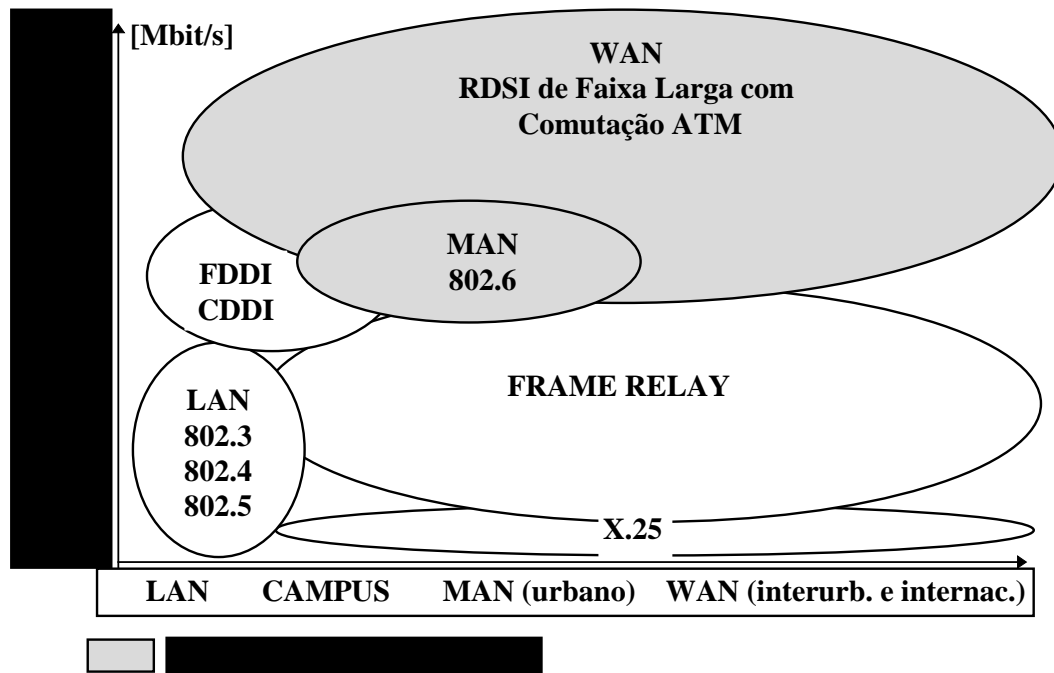 [Mbit/s]
WAN
RDSI de Faixa Larga com
Comutação ATM
MAN
802.6
FDDI
CDDI
FRAME RELAY
LAN
802.3
802.4
802.5
X.25
LAN CAMPUS MAN (urbano) WAN (interurb. e internac.)